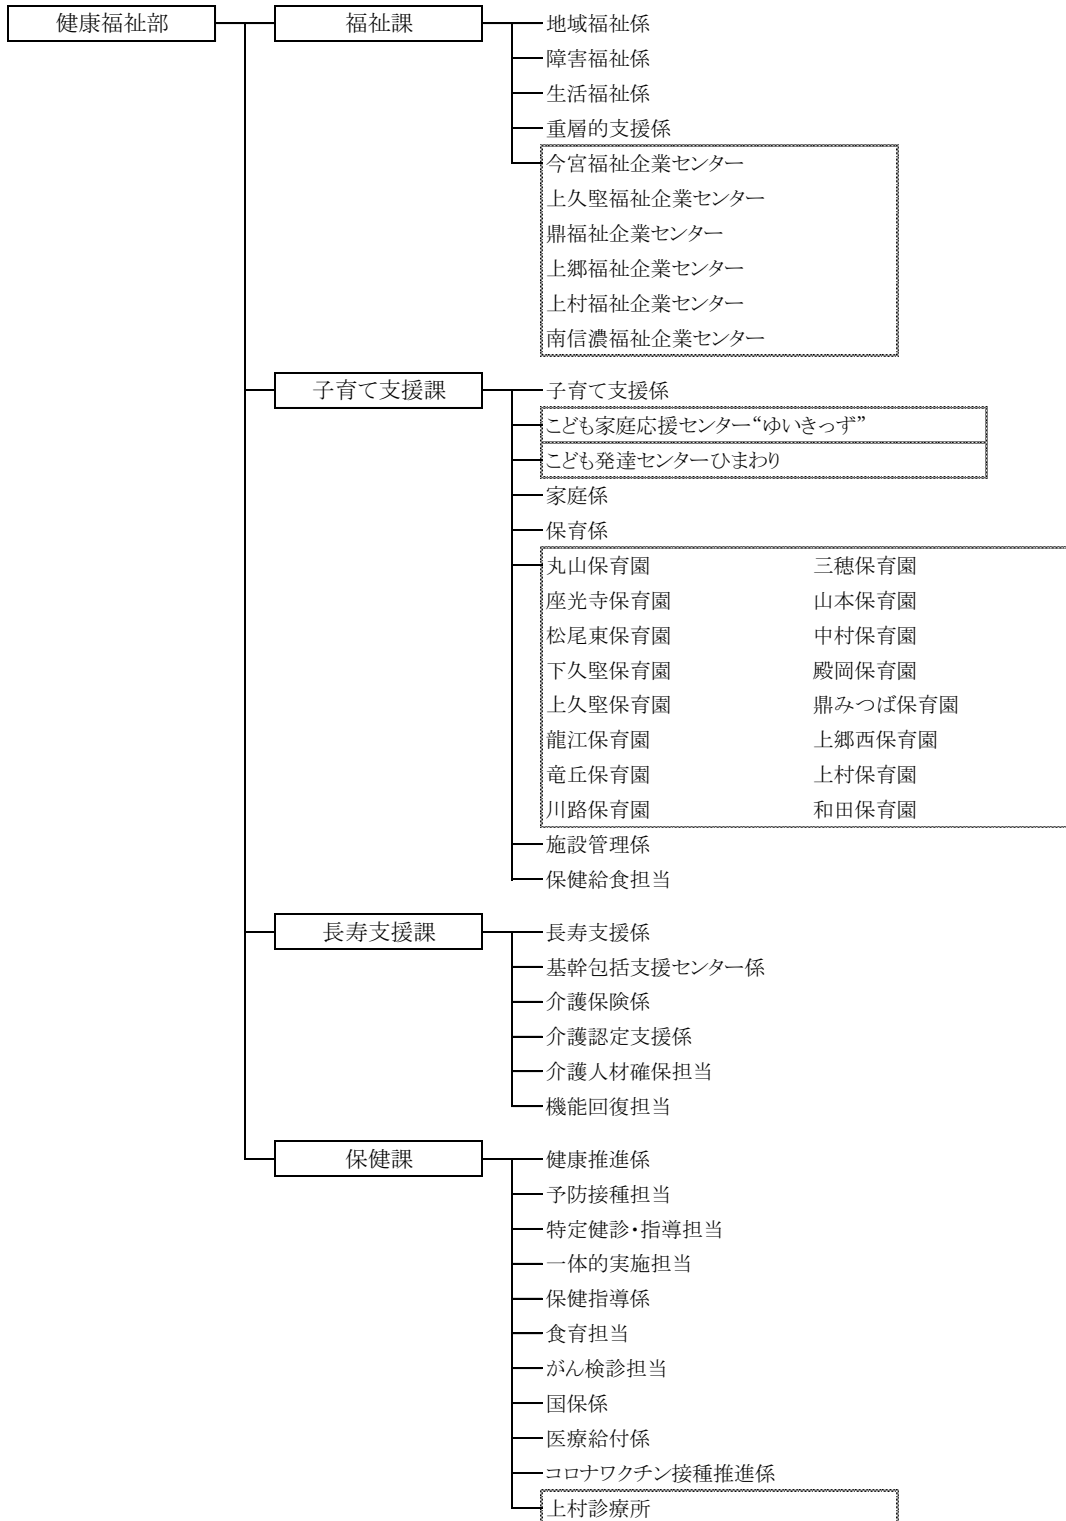 健康福祉部
福祉課
地域福祉係
障害福祉係
生活福祉係
重層的支援係
今宮福祉企業センター
上久堅福祉企業センター
鼎福祉企業センター
上郷福祉企業センター
上村福祉企業センター
南信濃福祉企業センター
子育て支援課
子育て支援係
こども家庭応援センター“ゆいきっず”
こども発達センターひまわり
家庭係
保育係
丸山保育園 三穂保育園
座光寺保育園 山本保育園
松尾東保育園 中村保育園
下久堅保育園 殿岡保育園
上久堅保育園 鼎みつば保育園
龍江保育園 上郷西保育園
竜丘保育園 上村保育園
川路保育園 和田保育園
施設管理係
保健給食担当
長寿支援課
長寿支援係
基幹包括支援センター係
介護保険係
介護認定支援係
介護人材確保担当
機能回復担当
保健課
健康推進係
予防接種担当
特定健診・指導担当
一体的実施担当
保健指導係
食育担当
がん検診担当
国保係
医療給付係
コロナワクチン接種推進係
上村診療所